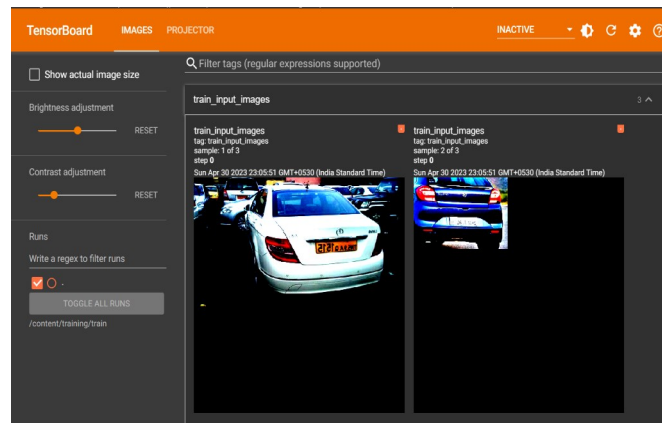 TensorBoard IMAGES PROJECTOR INACTIVE
Show actual image size
Filter tags (regular expressions supported)
Brightness adjustment
RESET
Contrast adjustment
RESET
Runs
Write a regex to filter runs
-
TOGGLE ALL RUNS
/content/training/train
train_input_images 3
train_input_images
tag: train_input_images
sample: 1 of 3
step 0
Sun Apr 30 2023 23:05:51 GMT+0530 (India Standard Time)
train_input_images
tag: train_input_images
sample: 2 of 3
step 0
Sun Apr 30 2023 23:05:51 GMT+0530 (India Standard Time)